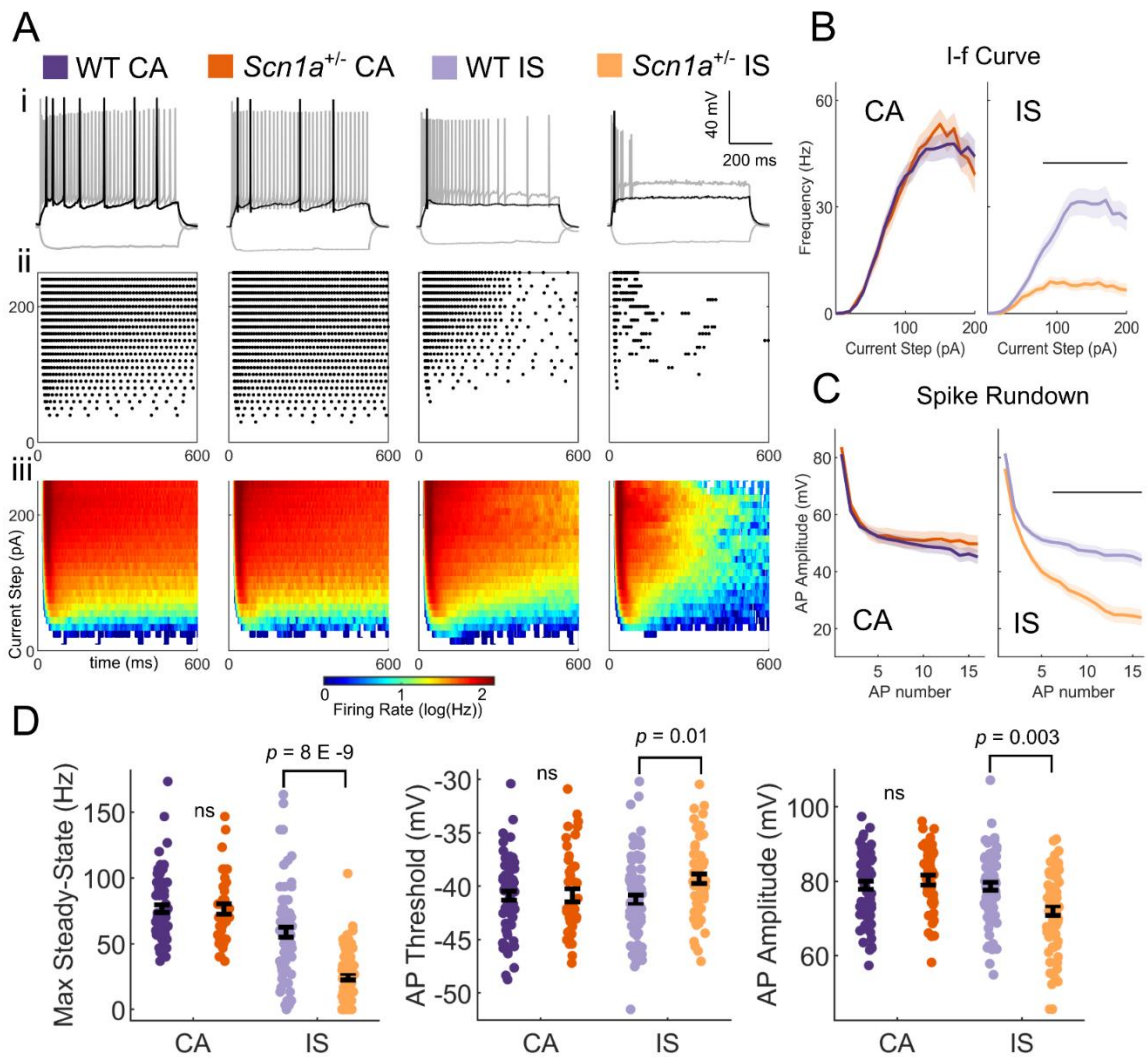 A
WT CA
Scn1a+/- CA
WT IS
Scn1a+/- IS
i
40 mV
200 ms
ii
200
0
0 600
0 600
0 600
0 600
iii
200
0
Current Step (pA)
time (ms)
0 600
0 600
0 600
0 600
0 1 2
Firing Rate (log(Hz))
B
I-f Curve
CA
IS
60
30
0
Frequency (Hz)
100 200
100 200
Current Step (pA)
Current Step (pA)
C
Spike Rundown
80
60
40
20
AP Amplitude (mV)
CA
IS
5 10 15
5 10 15
AP number
AP number
D
p = 8 E -9
ns
150
100
50
0
Max Steady-State (Hz)
CA
IS
p = 0.01
ns
-30
-35
-40
-45
-50
AP Threshold (mV)
CA
IS
p = 0.003
ns
100
80
60
AP Amplitude (mV)
CA
IS